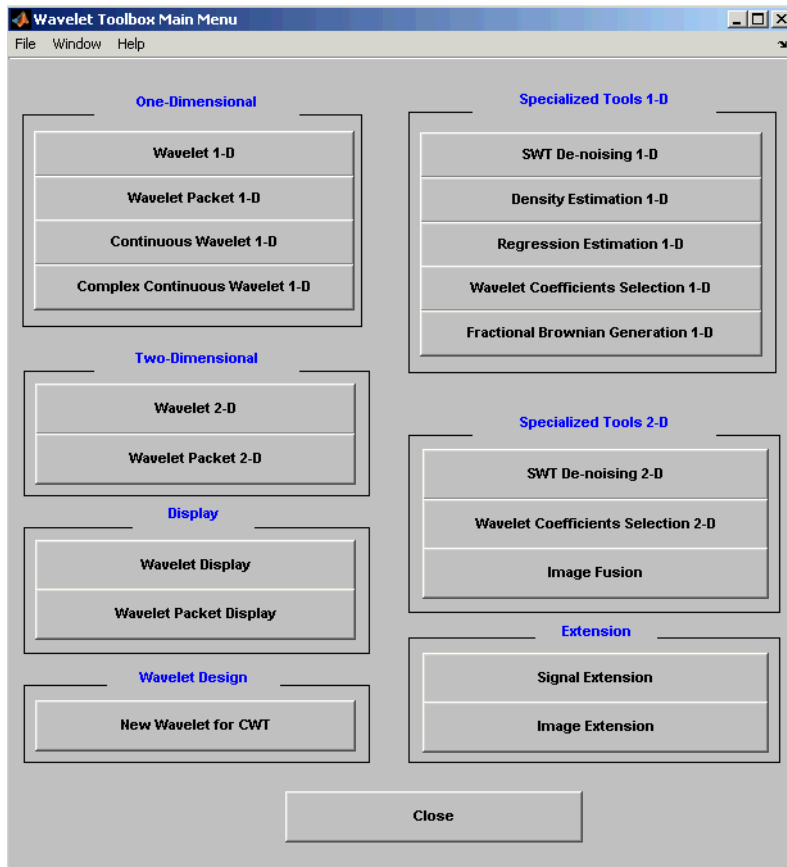 Wavelet Toolbox Main Menu
File Window Help
One-Dimensional
Wavelet 1-D
Wavelet Packet 1-D
Continuous Wavelet 1-D
Complex Continuous Wavelet 1-D
Two-Dimensional
Wavelet 2-D
Wavelet Packet 2-D
Display
Wavelet Display
Wavelet Packet Display
Wavelet Design
New Wavelet for CWT
Specialized Tools 1-D
SWT De-noising 1-D
Density Estimation 1-D
Regression Estimation 1-D
Wavelet Coefficients Selection 1-D
Fractional Brownian Generation 1-D
Specialized Tools 2-D
SWT De-noising 2-D
Wavelet Coefficients Selection 2-D
Image Fusion
Extension
Signal Extension
Image Extension
Close